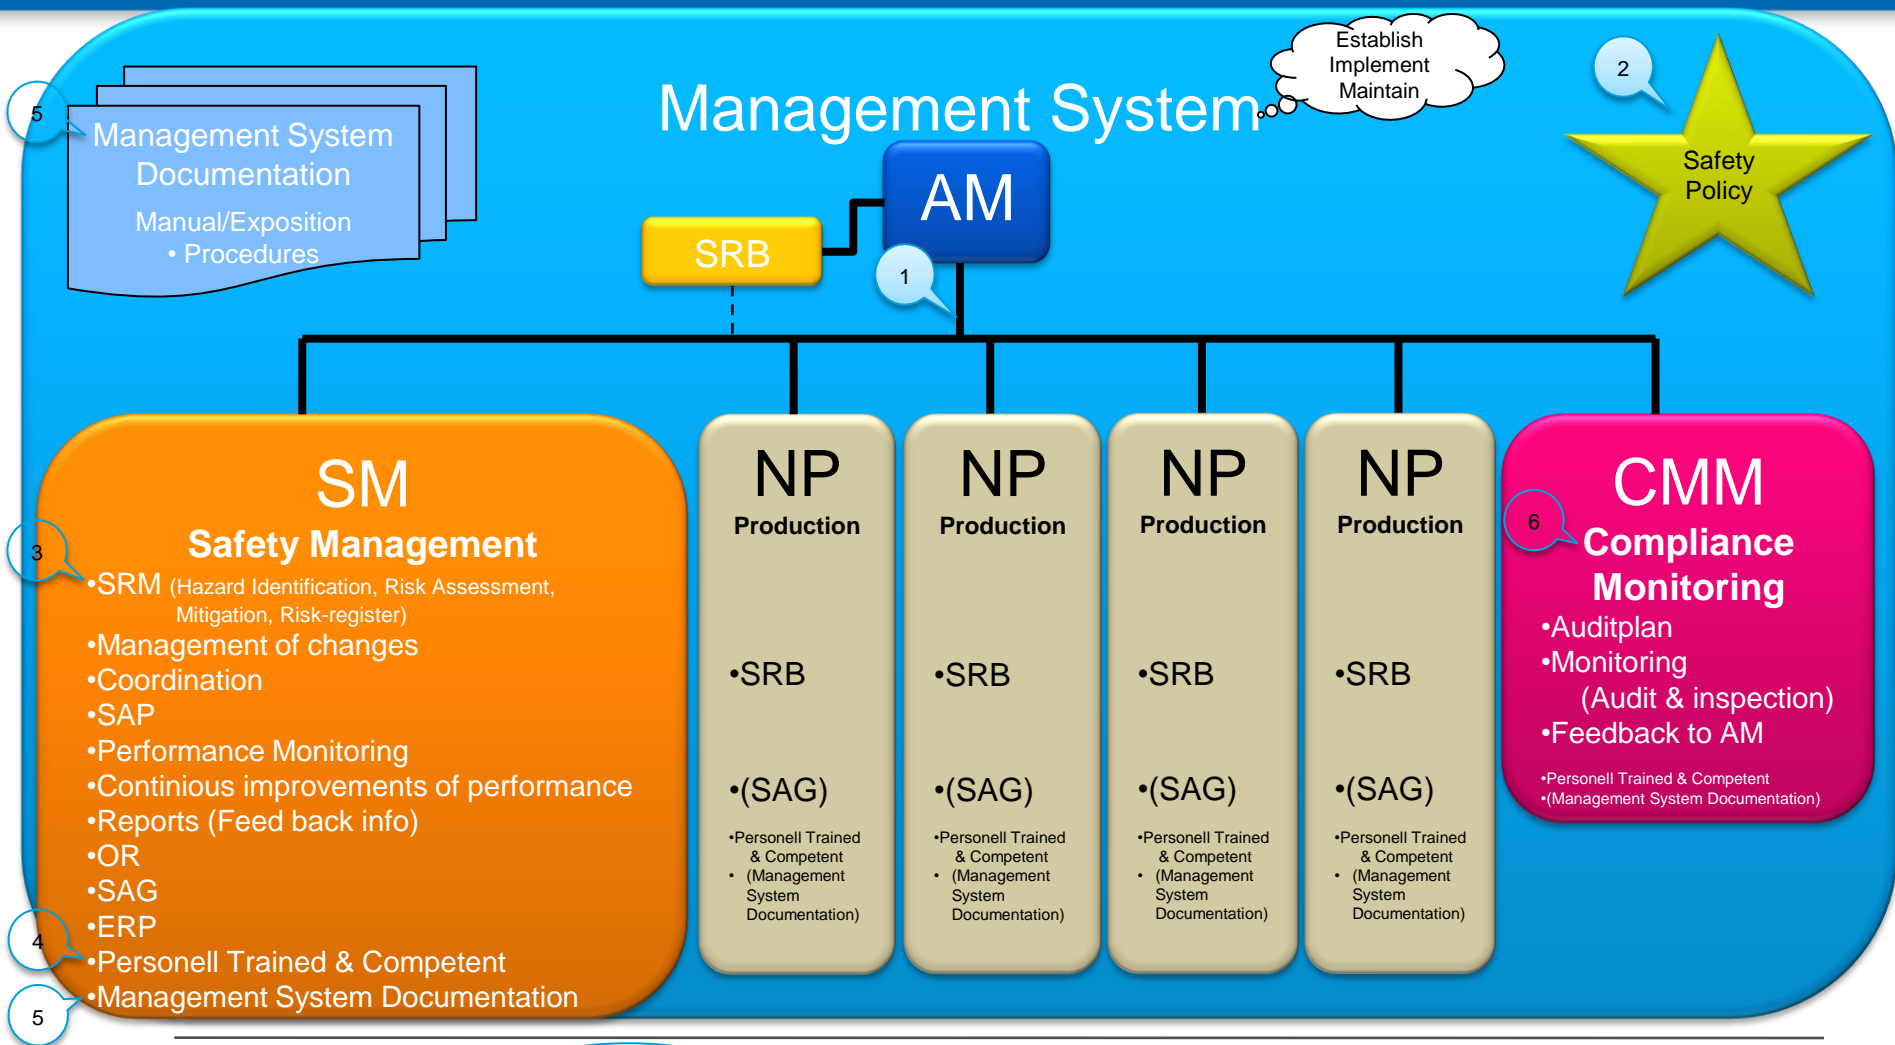 Establish
Implement
Maintain
2
5
Management System
Management System
Documentation
Manual/Exposition
• Procedures
Safety
Policy
AM
SRB
1
SM
Safety Management
3
•SRM (Hazard Identification, Risk Assessment,
Mitigation, Risk-register)
•Management of changes
•Coordination
•SAP
•Performance Monitoring
•Continious improvements of performance
•Reports (Feed back info)
•OR
•SAG
•ERP
4
•Personell Trained & Competent
•Management System Documentation
5
NP
Production
•SRB
•(SAG)
•Personell Trained
& Competent
• (Management
System
Documentation)
NP
Production
•SRB
•(SAG)
•Personell Trained
& Competent
• (Management
System
Documentation)
NP
Production
•SRB
•(SAG)
•Personell Trained
& Competent
• (Management
System
Documentation)
NP
Production
•SRB
•(SAG)
•Personell Trained
& Competent
• (Management
System
Documentation)
CMM
6
Compliance
Monitoring
•Auditplan
•Monitoring
(Audit & inspection)
•Feedback to AM
•Personell Trained & Competent
•(Management System Documentation)